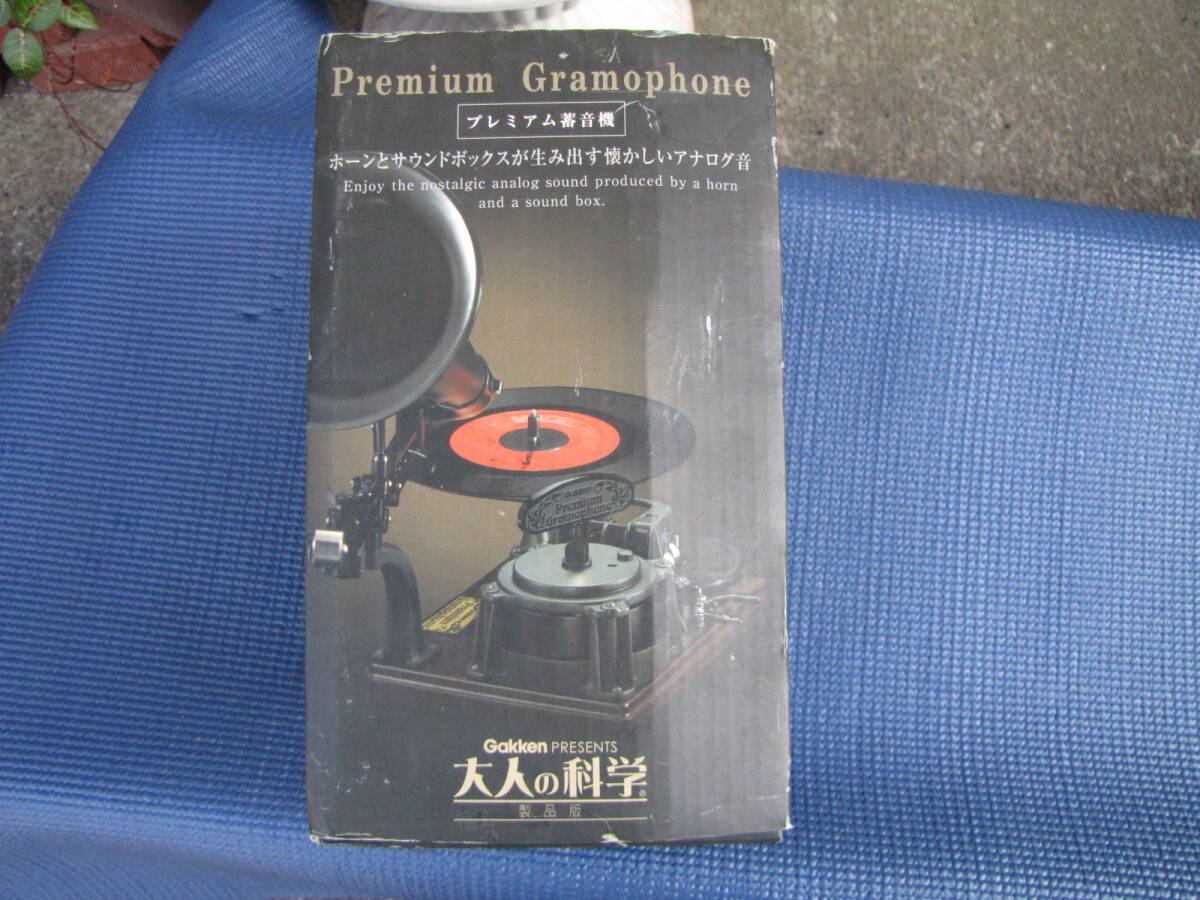 Premium Gramophone
プレミアム蓄音機
ホーンとサウンドボックスが生み出す懐かしいアナログ音
Enjoy the nostalgic analog sound produced by a horn
and a sound box.
Gakken
Premium
Gramophone
Gakken PRESENTS
大人の科学®
製品版